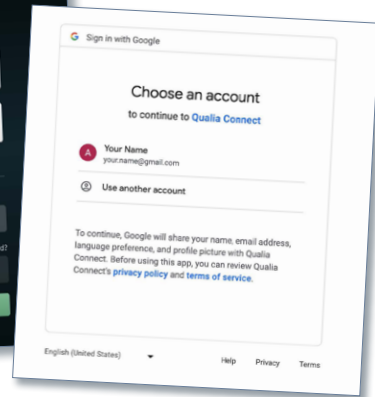 Sign in with Google
Choose an account
to continue to Qualia Connect
A
Your Name
your.name@gmail.com
Use another account
To continue, Google will share your name, email address,
language preference, and profile picture with Qualia
Connect. Before using this app, you can review Qualia
Connect's privacy policy and terms of service.
English (United States)
Help
Privacy
Terms